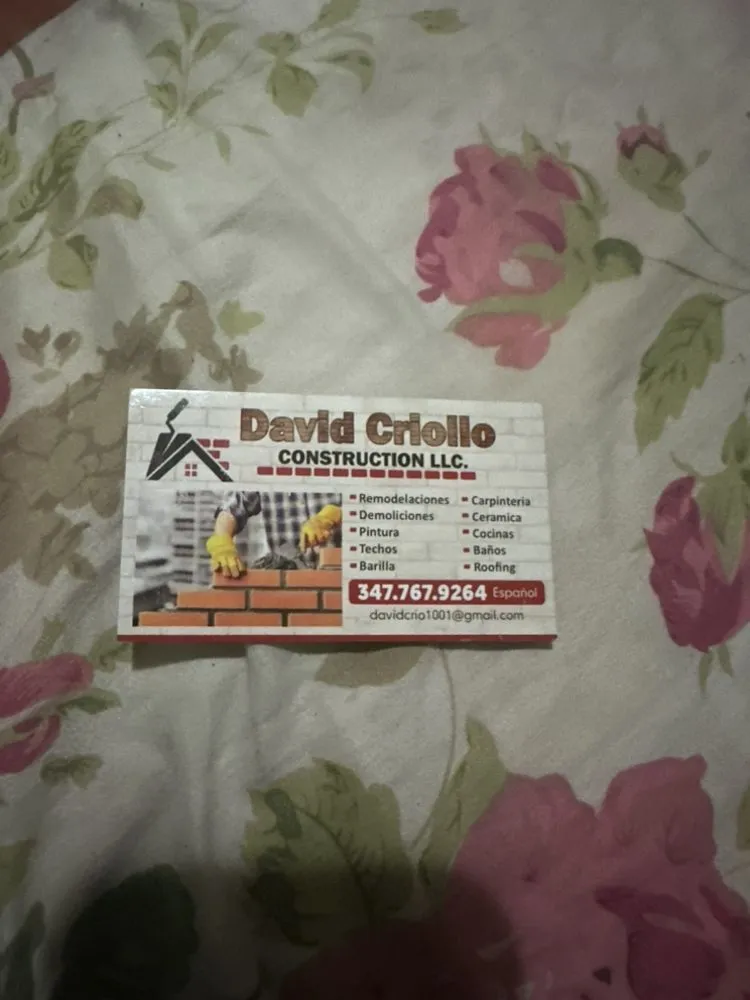 David Criollo
CONSTRUCTION LLC.
Remodelaciones
Demoliciones
Pintura
Techos
Barilla
Carpinteria
Ceramica
Cocinas
Baños
Roofing
347.767.9264 Español
davidcrio1001@gmail.com